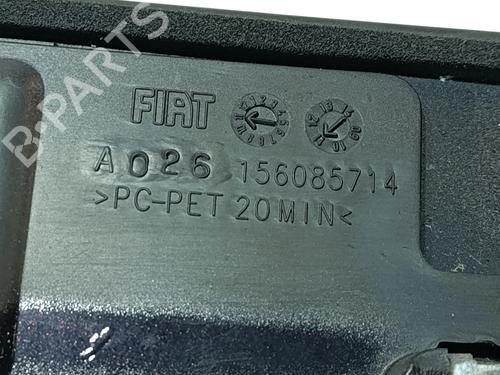 FIAT
A026 156085714
>PC-PET 20MIN<
B-PARTS